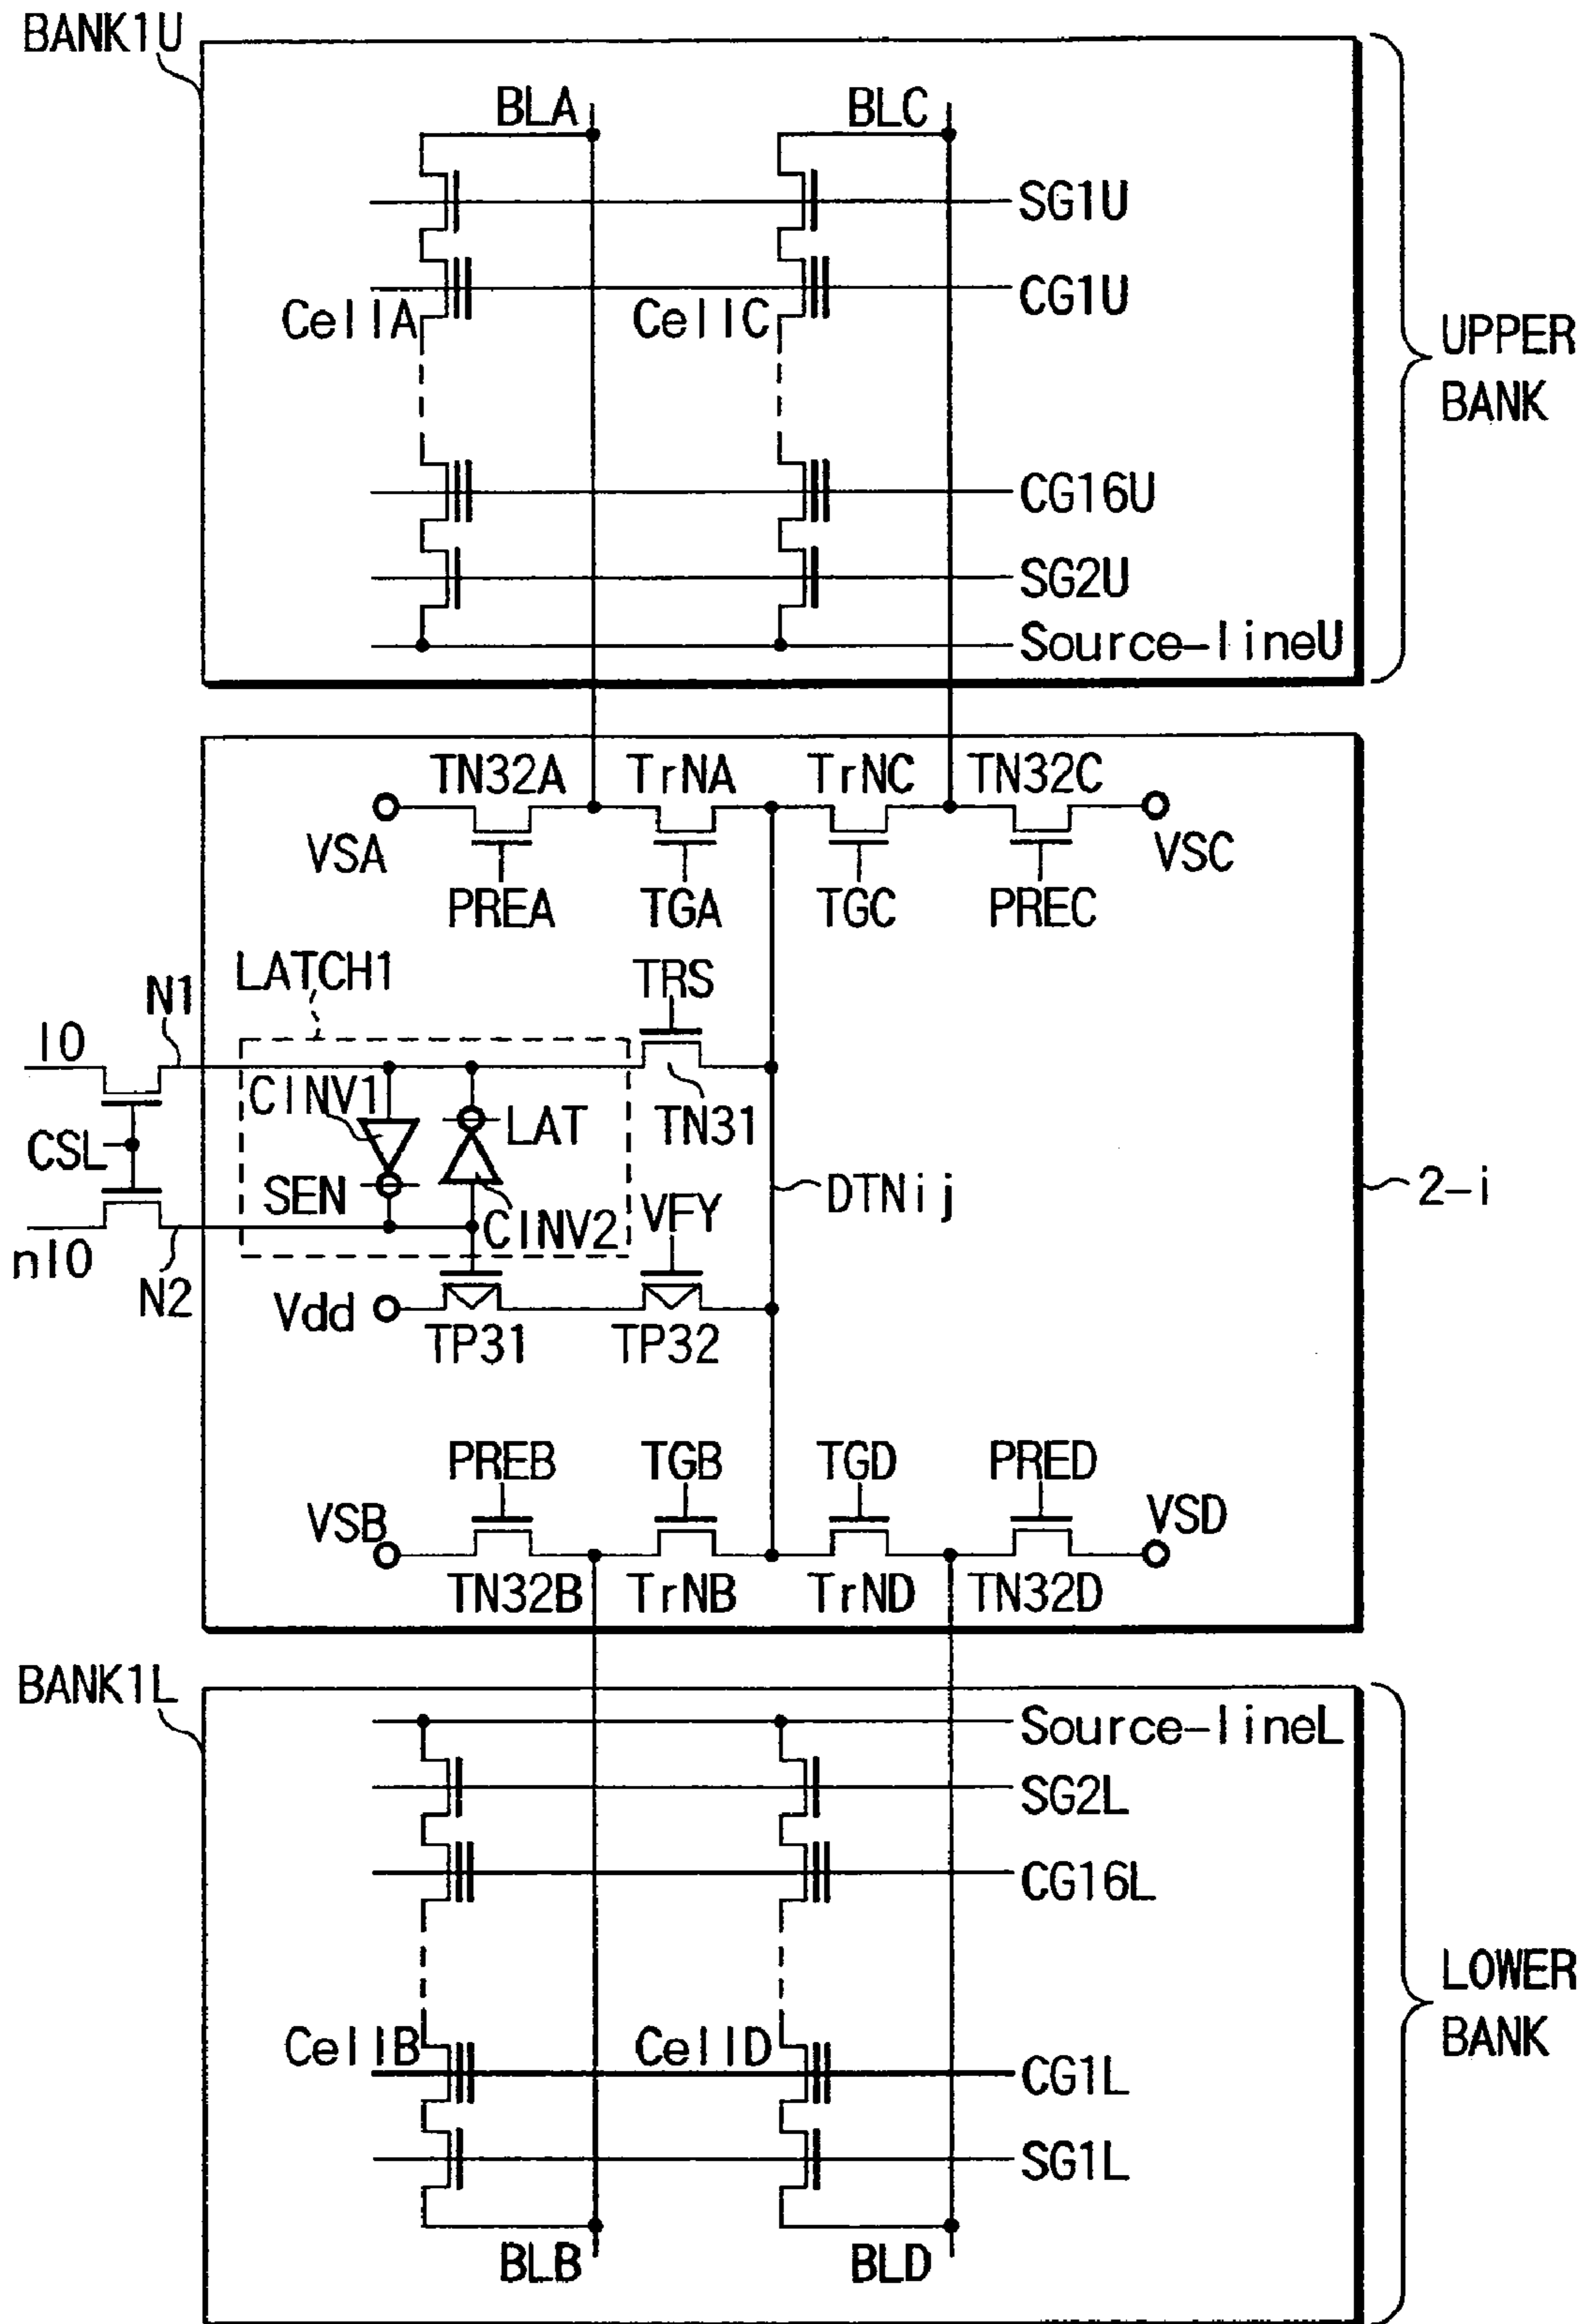 BANK1U
BLA
BLC
SG1U
CG1U
CellA
CellC
UPPER
BANK
CG16U
SG2U
Source-lineU
TN32A
TrNA
TrNC
TN32C
VSA
VSC
PREA
TGA
TGC
PREC
LATCH1
TRS
N1
IO
CINV1
LAT
TN31
CSL
SEN
DTNij
2-i
CINV2
VFY
nIO
N2
Vdd
TP31
TP32
PREB
TGB
TGD
PRED
VSB
VSD
TN32B
TrNB
TrND
TN32D
BANK1L
Source-lineL
SG2L
CG16L
LOWER
BANK
CellB
CellD
CG1L
SG1L
BLB
BLD